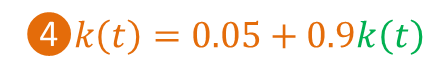 4 k(t) = 0.05 + 0.9k(t)